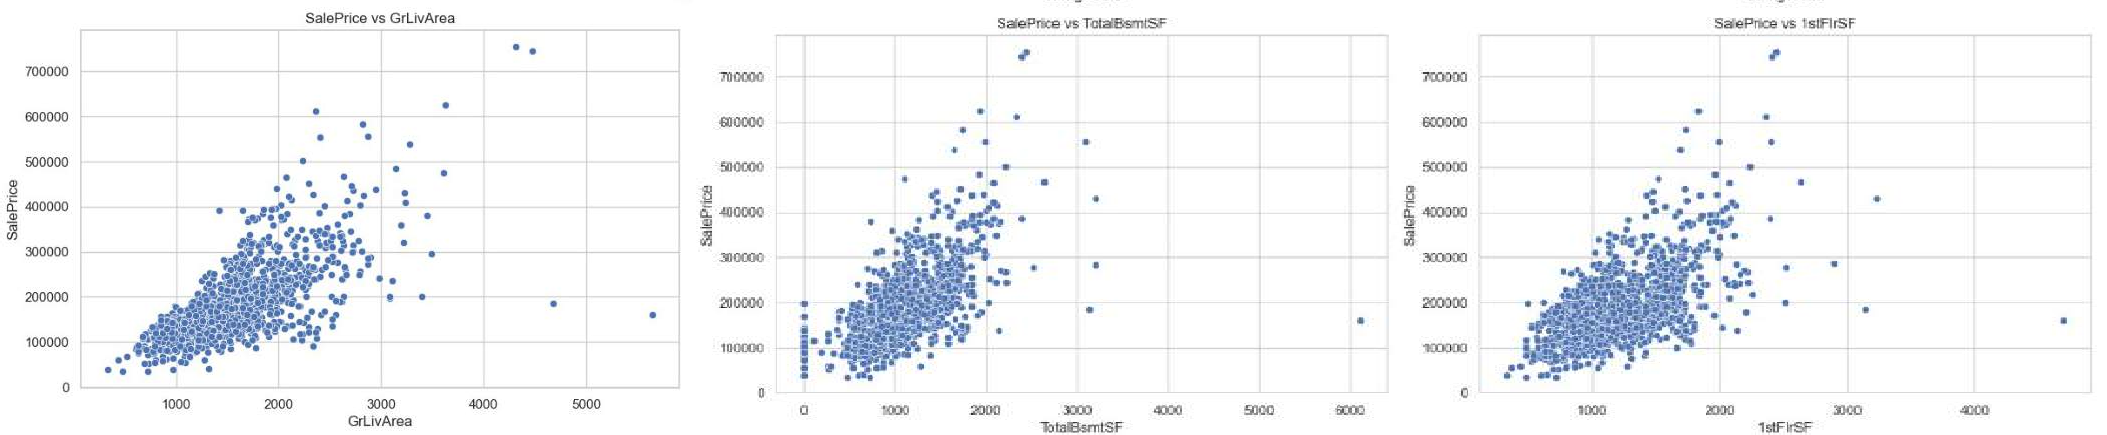 SalePrice vs GrLivArea
700000
600000
500000
400000
300000
200000
100000
0
SalePrice
1000 2000 3000 4000 5000
GrLivArea
SalePrice vs TotalBsmtSF
700000
600000
500000
400000
300000
200000
100000
0
SalePrice
0 1000 2000 3000 4000 5000 6000
TotalBsmtSF
SalePrice vs 1stFlrSF
700000
600000
500000
400000
300000
200000
100000
0
SalePrice
1000 2000 3000 4000
1stFlrSF